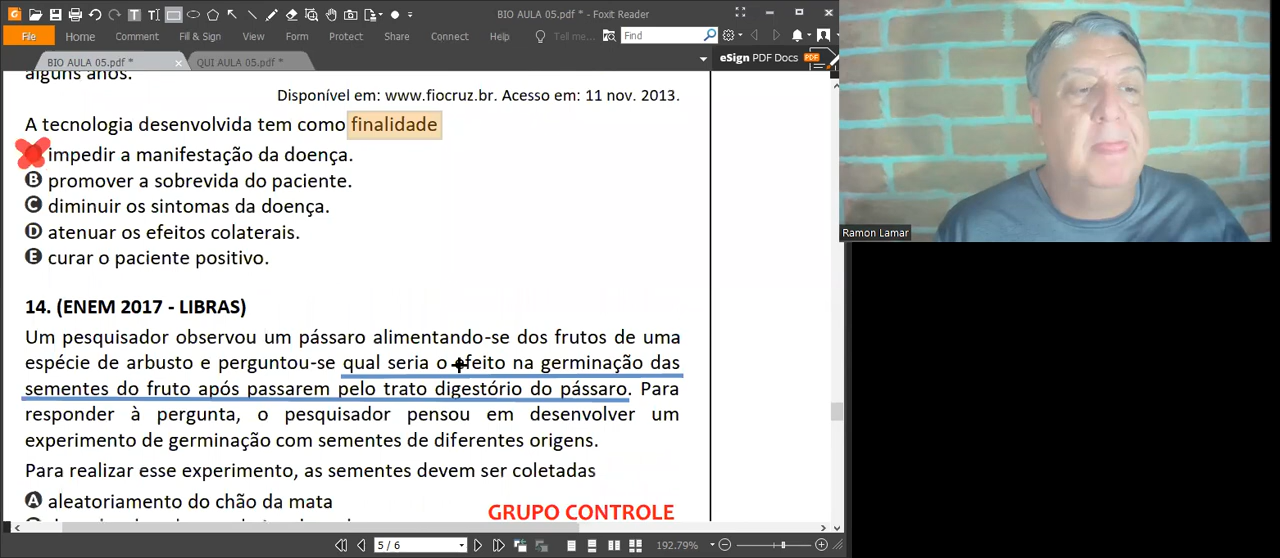 BIO AULA 05.pdf * - Foxit Reader
File Home Comment Fill & Sign View Form Protect Share Connect Help Tell me... Find
BIO AULA 05.pdf * × QUI AULA 05.pdf *
eSign PDF Docs PDF
alguns anos.
Disponível em: www.fiocruz.br. Acesso em: 11 nov. 2013.
A tecnologia desenvolvida tem como finalidade
impedir a manifestação da doença.
B promover a sobrevida do paciente.
C diminuir os sintomas da doença.
D atenuar os efeitos colaterais.
E curar o paciente positivo.
14. (ENEM 2017 - LIBRAS)
Um pesquisador observou um pássaro alimentando-se dos frutos de uma
espécie de arbusto e perguntou-se qual seria o efeito na germinação das
sementes do fruto após passarem pelo trato digestório do pássaro. Para
responder à pergunta, o pesquisador pensou em desenvolver um
experimento de germinação com sementes de diferentes origens.
Para realizar esse experimento, as sementes devem ser coletadas
A aleatoriamento do chão da mata
GRUPO CONTROLE
5 / 6
192.79%
Ramon Lamar